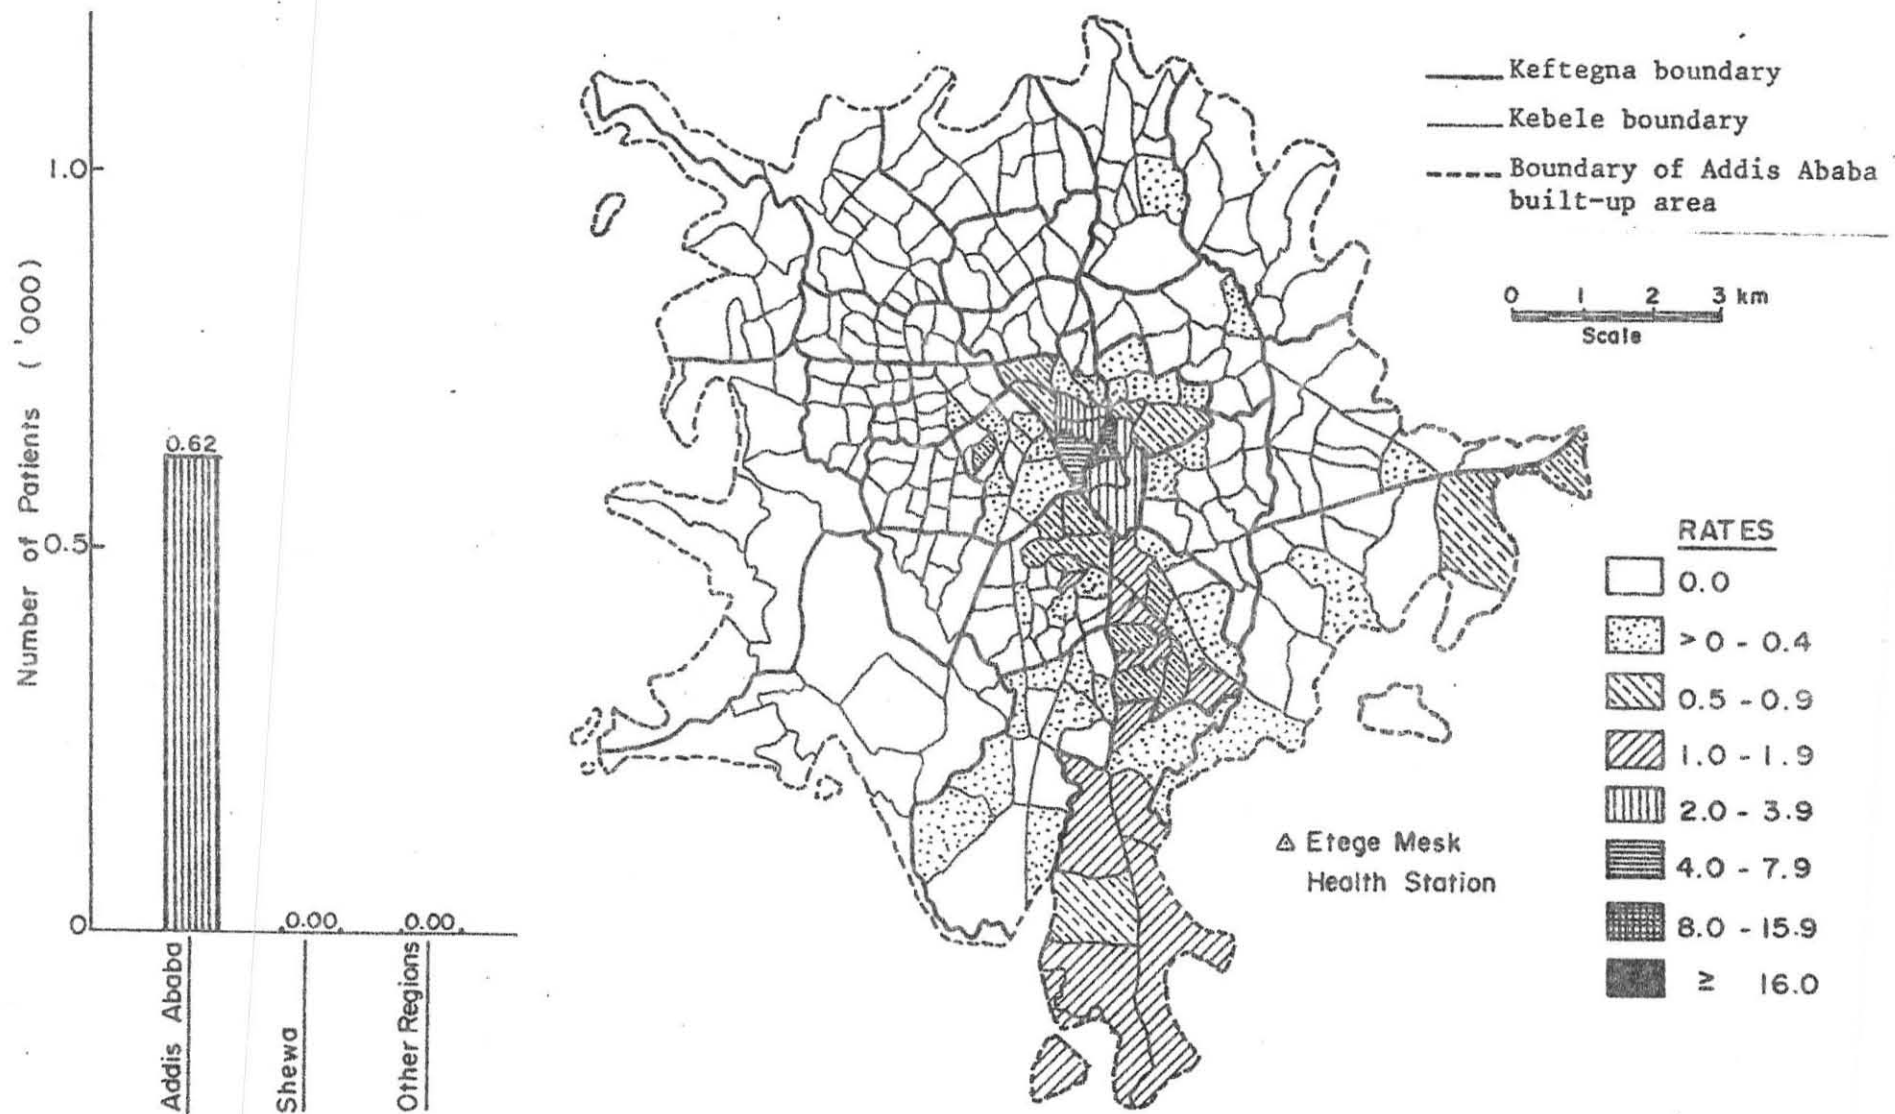 Number of Patients ('000)
1.0
0.5
0
0.62
0.00
0.00
Addis Ababa
Shewa
Other Regions
Keftegna boundary
Kebele boundary
Boundary of Addis Ababa
built-up area
0 1 2 3 km
Scale
Etege Mesk
Health Station
RATES
0.0
> 0 - 0.4
0.5 - 0.9
1.0 - 1.9
2.0 - 3.9
4.0 - 7.9
8.0 - 15.9
≥ 16.0